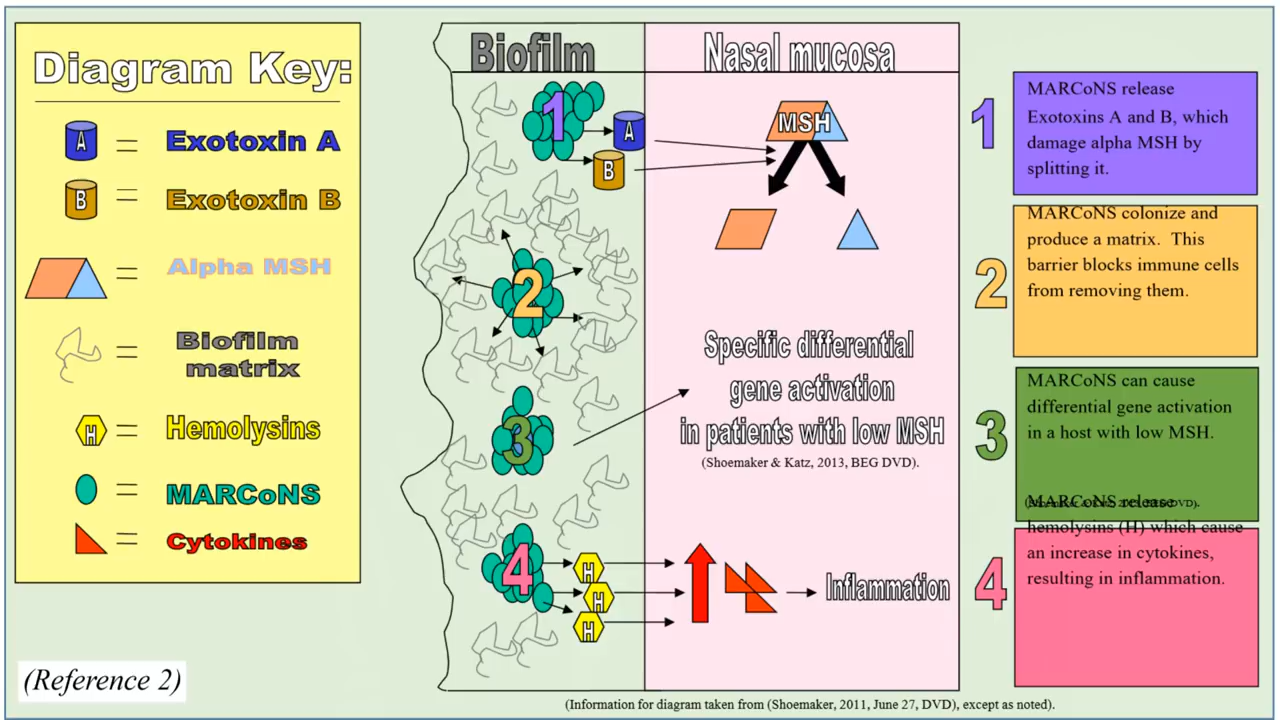 Diagram Key:
A = Exotoxin A
B = Exotoxin B
= Alpha MSH
= Biofilm
matrix
H = Hemolysins
= MARCoNS
= Cytokines
(Reference 2)
Biofilm
Nasal mucosa
1
A
B
MSH
2
Specific differential
gene activation
in patients with low MSH
(Shoemaker & Katz, 2013, BEG DVD).
3
4
H
H
H
Inflammation
1
MARCoNS release
Exotoxins A and B, which
damage alpha MSH by
splitting it.
2
MARCoNS colonize and
produce a matrix. This
barrier blocks immune cells
from removing them.
3
MARCoNS can cause
differential gene activation
in a host with low MSH.
4
MARCoNS release
hemolysins (H) which cause
an increase in cytokines,
resulting in inflammation.
(Information for diagram taken from (Shoemaker, 2011, June 27, DVD), except as noted).